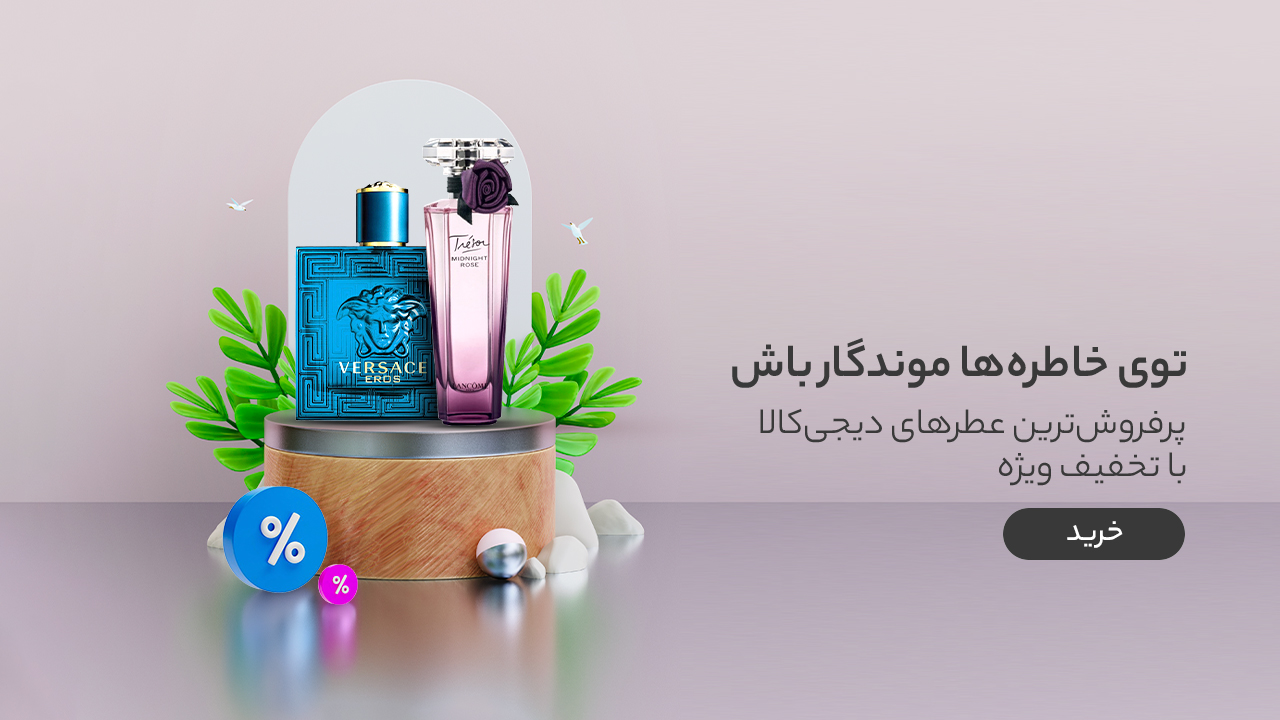 توی خاطره‌ها موندگار باش
پرفروش‌ترین عطرهای دیجی‌کالا
با تخفیف ویژه
خرید
Trésor
MIDNIGHT
ROSE
LANCÔME
VERSACE
EROS
%
%